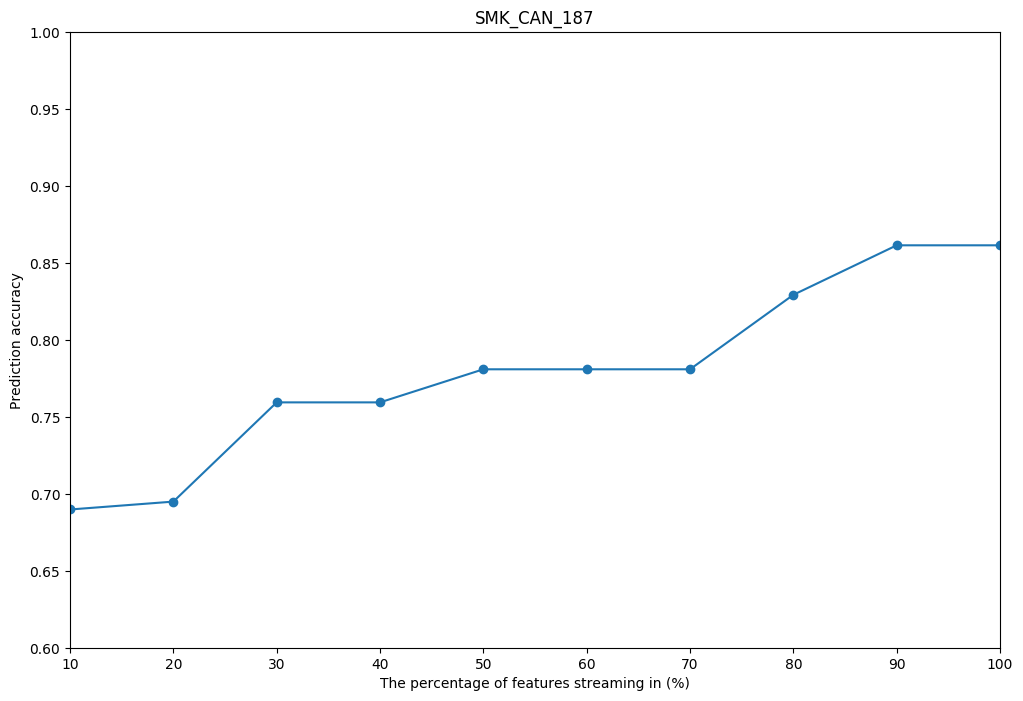 SMK_CAN_187
1.00
0.95
0.90
0.85
0.80
0.75
0.70
0.65
0.60
Prediction accuracy
10 20 30 40 50 60 70 80 90 100
The percentage of features streaming in (%)